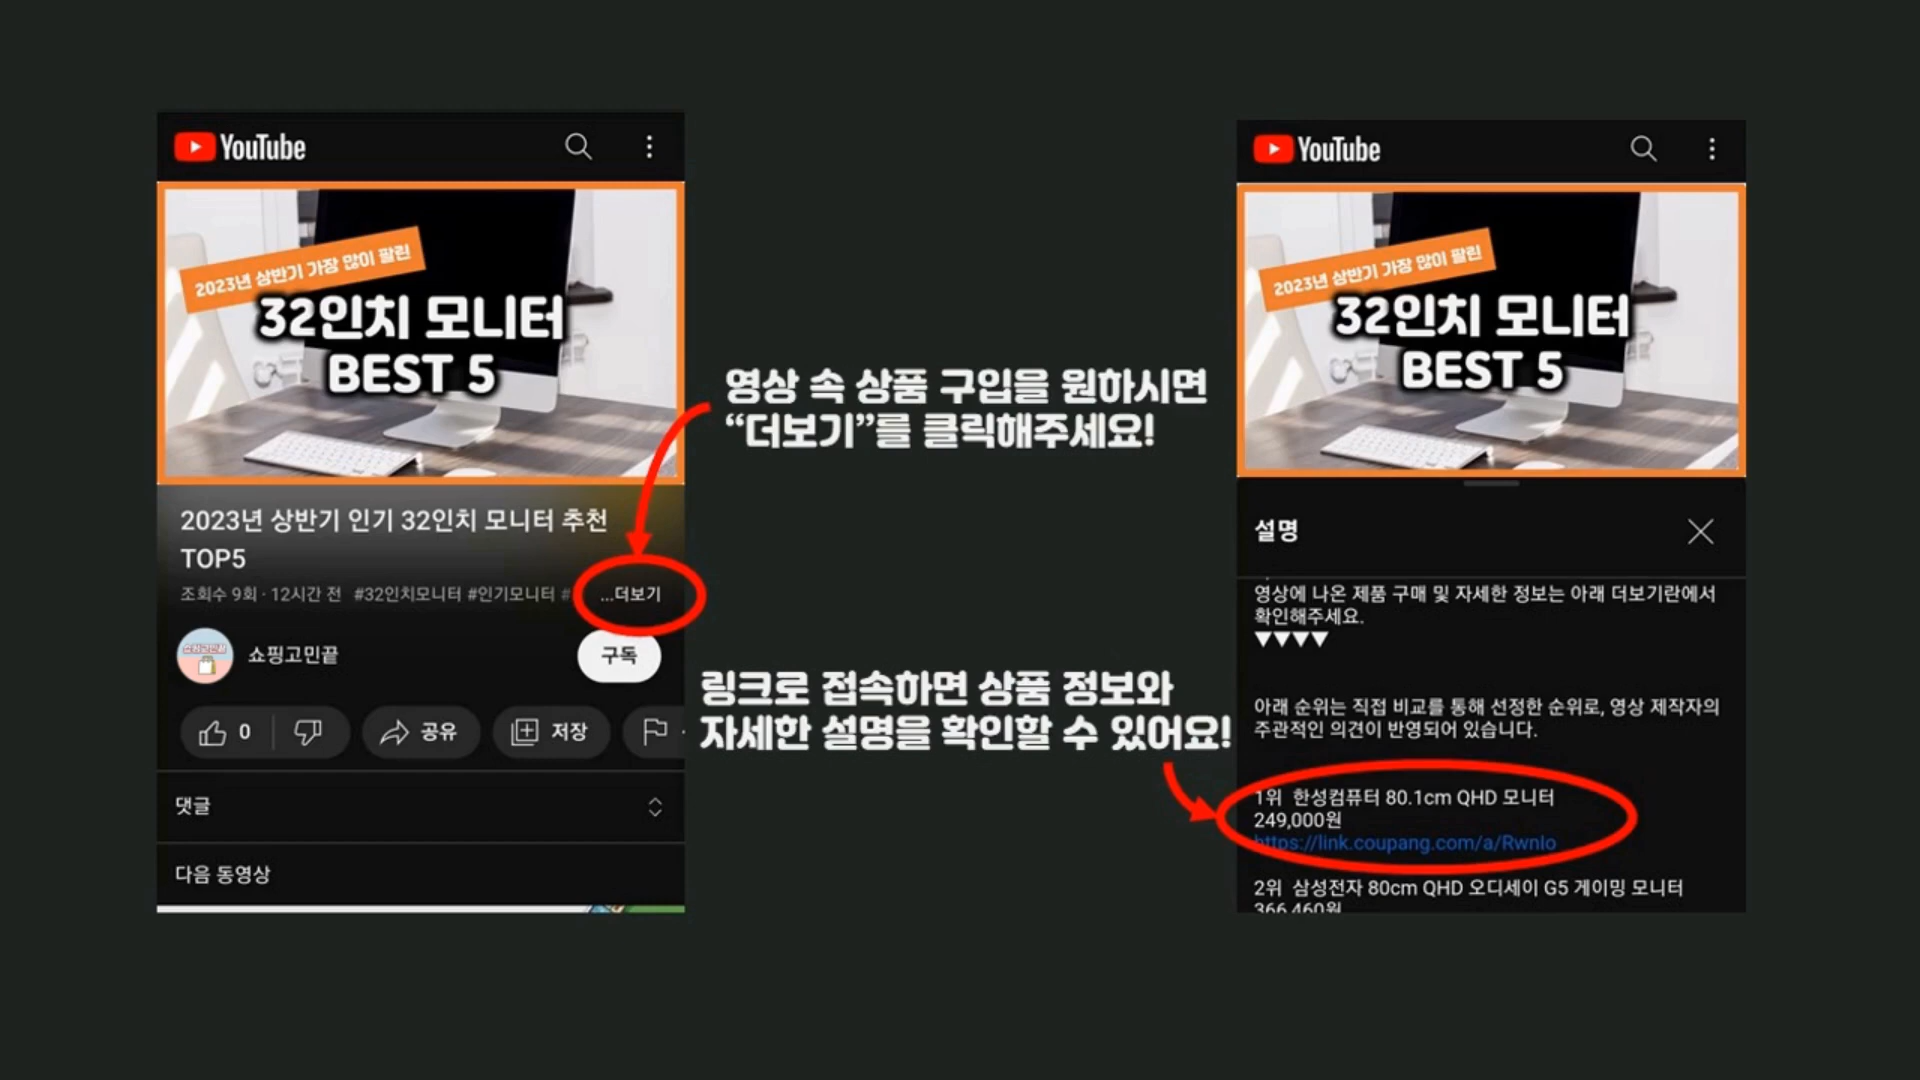 YouTube
2023년 상반기 가장 많이 팔린
32인치 모니터
BEST 5
2023년 상반기 인기 32인치 모니터 추천
TOP5
조회수 9회 · 12시간 전 #32인치모니터 #인기모니터 # ...더보기
쇼핑고민끝
쇼핑고민끝
구독
0
공유
저장
댓글
다음 동영상
영상 속 상품 구입을 원하시면
“더보기”를 클릭해주세요!
링크로 접속하면 상품 정보와
자세한 설명을 확인할 수 있어요!
YouTube
2023년 상반기 가장 많이 팔린
32인치 모니터
BEST 5
설명
영상에 나온 제품 구매 및 자세한 정보는 아래 더보기란에서
확인해주세요.
▼▼▼▼
아래 순위는 직접 비교를 통해 선정한 순위로, 영상 제작자의
주관적인 의견이 반영되어 있습니다.
1위 한성컴퓨터 80.1cm QHD 모니터
249,000원
https://link.coupang.com/a/RwnIo
2위 삼성전자 80cm QHD 오디세이 G5 게이밍 모니터
366,460원